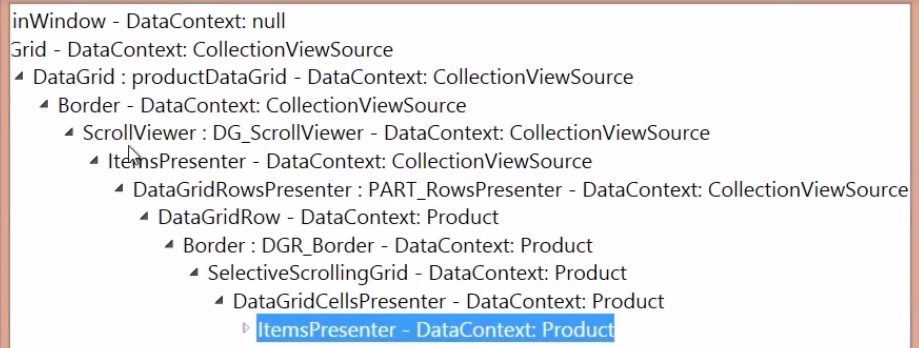 inWindow - DataContext: null
Grid - DataContext: CollectionViewSource
DataGrid : productDataGrid - DataContext: CollectionViewSource
Border - DataContext: CollectionViewSource
ScrollViewer : DG_ScrollViewer - DataContext: CollectionViewSource
ItemsPresenter - DataContext: CollectionViewSource
DataGridRowsPresenter : PART_RowsPresenter - DataContext: CollectionViewSource
DataGridRow - DataContext: Product
Border : DGR_Border - DataContext: Product
SelectiveScrollingGrid - DataContext: Product
DataGridCellsPresenter - DataContext: Product
ItemsPresenter - DataContext: Product